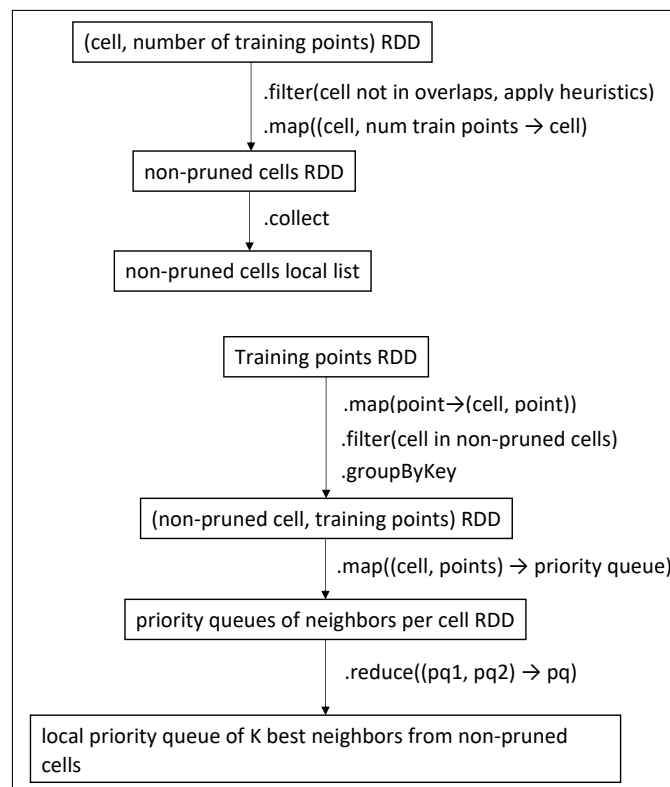 (cell, number of training points) RDD
.filter(cell not in overlaps, apply heuristics)
.map((cell, num train points → cell)
non-pruned cells RDD
.collect
non-pruned cells local list
Training points RDD
.map(point→(cell, point))
.filter(cell in non-pruned cells)
.groupByKey
(non-pruned cell, training points) RDD
.map((cell, points) → priority queue)
priority queues of neighbors per cell RDD
.reduce((pq1, pq2) → pq)
local priority queue of K best neighbors from non-pruned
cells